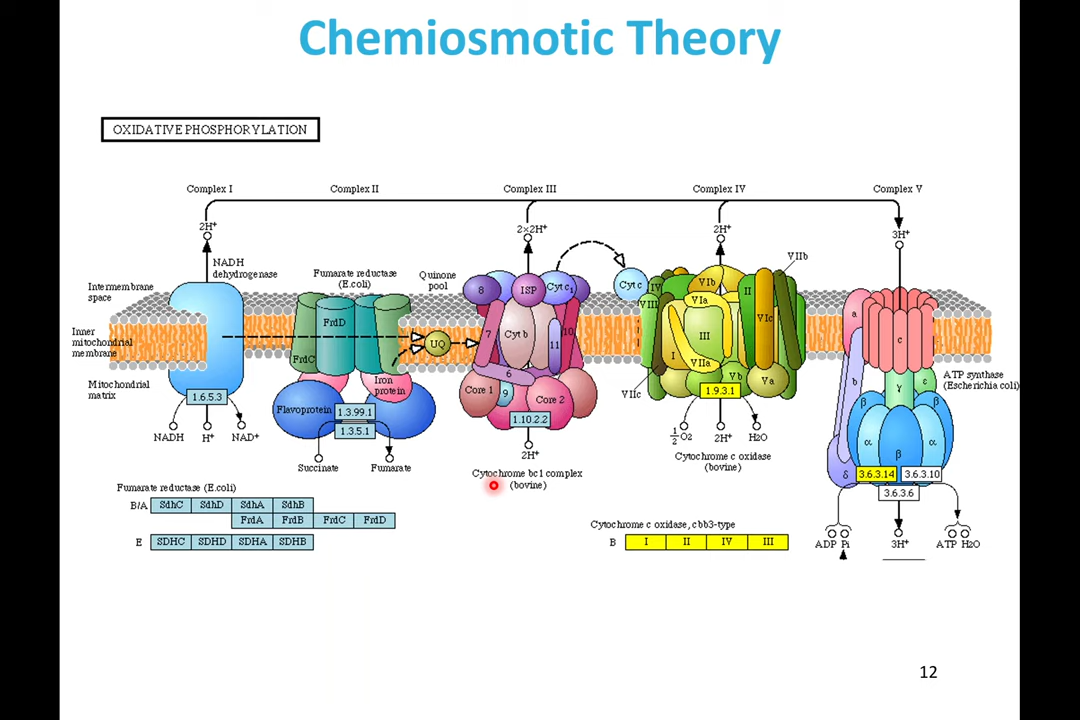 Chemiosmotic Theory
OXIDATIVE PHOSPHORYLATION
Complex I
Complex II
Complex III
Complex IV
Complex V
2H⁺
2×2H⁺
2H⁺
3H⁺
NADH
dehydrogenase
Fumarate reductase
(E.coli)
Quinone
pool
VIIb
Intermembrane
space
Inner
mitochondrial
membrane
Mitochondrial
matrix
FrdD
FrdC
UQ
8
ISP
Cyt c₁
7
Cyt b
11
10
6
Core 1
9
Core 2
Cyt c
IV
VIb
II
VIII
VIa
VIc
III
I
VIIa
Vb
Va
VIIc
a
c
b
γ
ε
β
β
α
α
β
δ
ATP synthase
(Escherichia coli)
Iron
protein
Flavoprotein
1.6.5.3
1.3.99.1
1.3.5.1
1.10.2.2
1.9.3.1
3.6.3.14
3.6.3.10
3.6.3.6
NADH
H⁺
NAD⁺
Succinate
Fumarate
2H⁺
Cytochrome bc1 complex
(bovine)
½O2
2H⁺
H2O
Cytochrome c oxidase
(bovine)
ADP Pi
3H⁺
ATP H2O
Fumarate reductase (E.coli)
B/A SdhC SdhD SdhA SdhB
FrdA FrdB FrdC FrdD
E SDHC SDHD SDHA SDHB
Cytochrome c oxidase, cbb3-type
B I II IV III
12